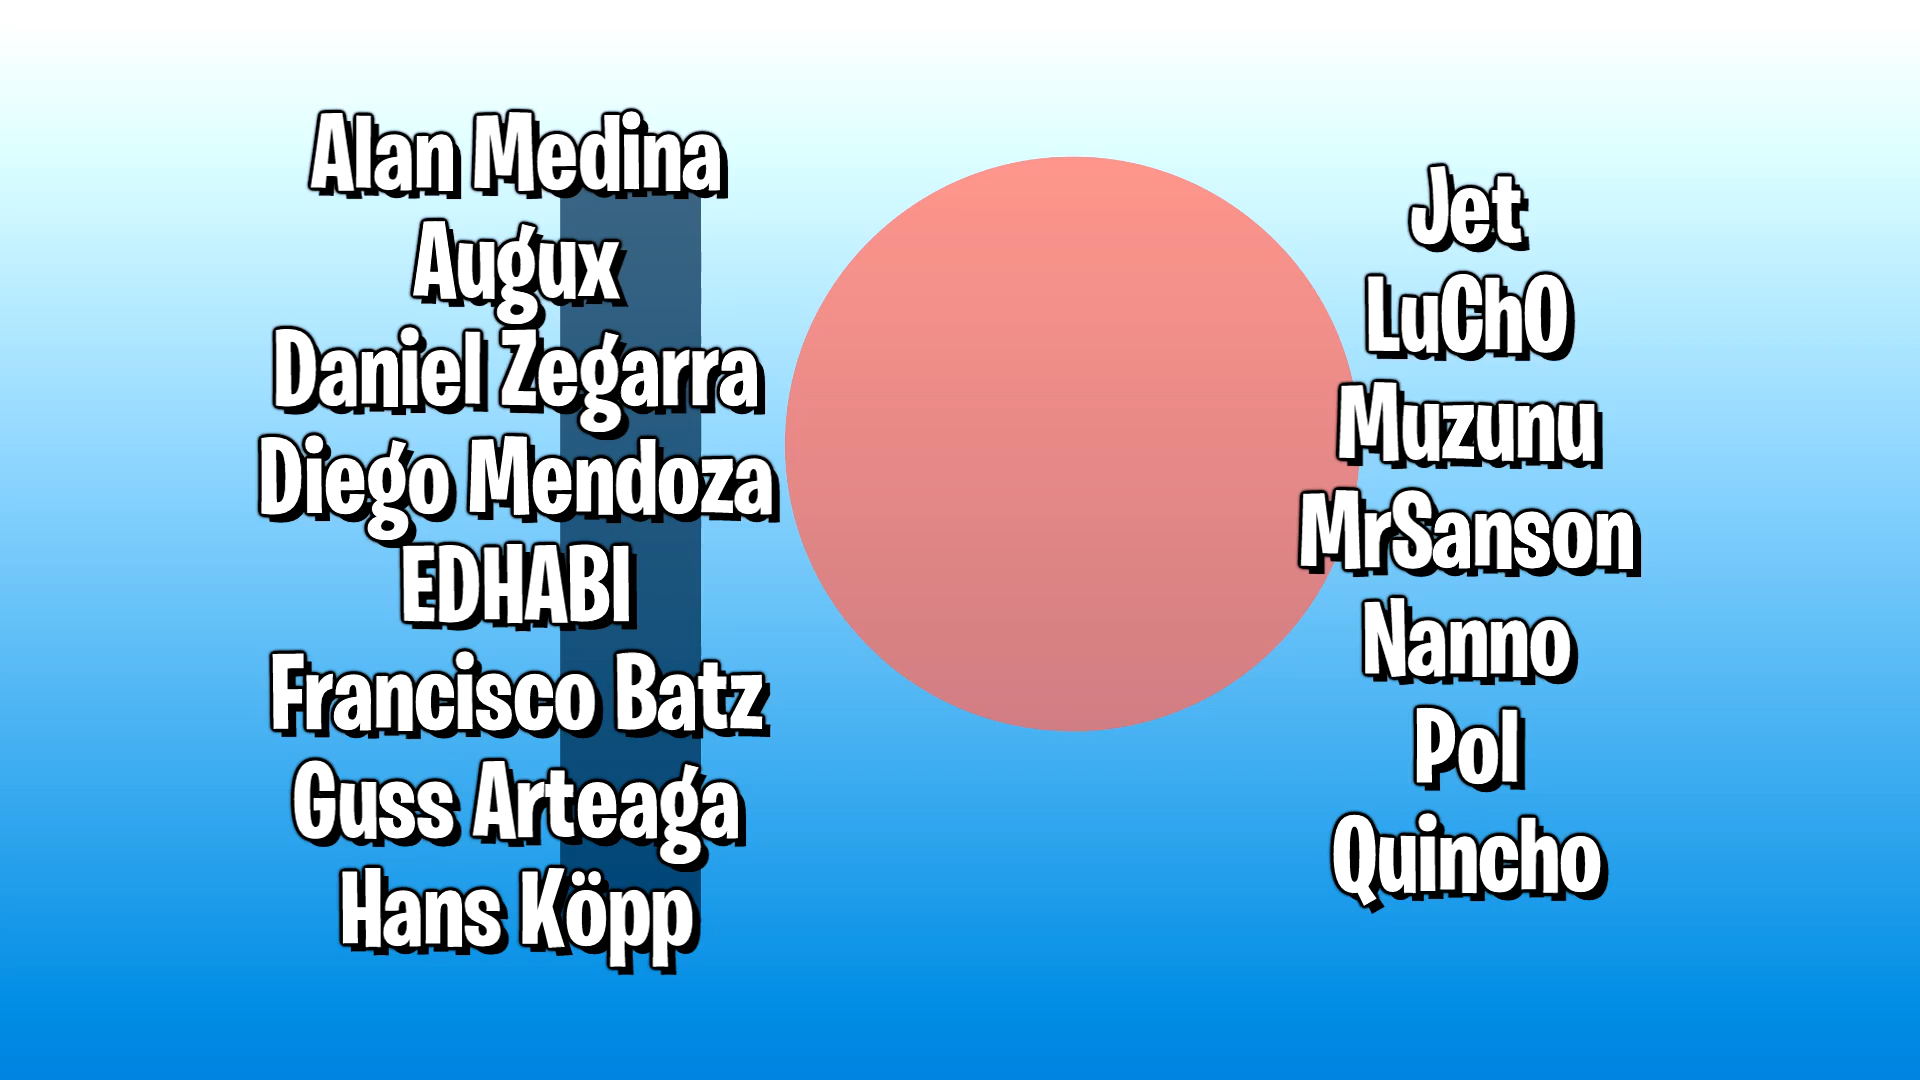 Alan Medina
Augux
Daniel Zegarra
Diego Mendoza
EDHABI
Francisco Batz
Guss Arteaga
Hans Köpp
Jet
LuChO
Muzunu
MrSanson
Nanno
Pol
Quincho